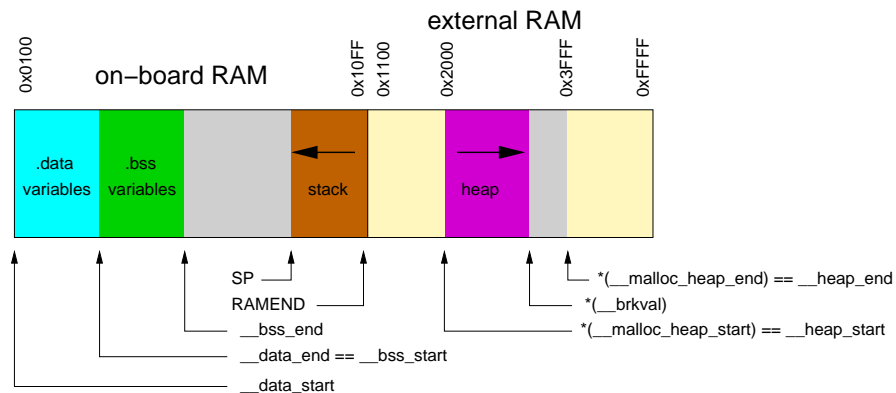 external RAM
on−board RAM
0x0100
0x10FF
0x1100
0x2000
0x3FFF
0xFFFF
.data
variables
.bss
variables
stack
heap
SP
RAMEND
__bss_end
__data_end == __bss_start
__data_start
*(__malloc_heap_end) == __heap_end
*(__brkval)
*(__malloc_heap_start) == __heap_start